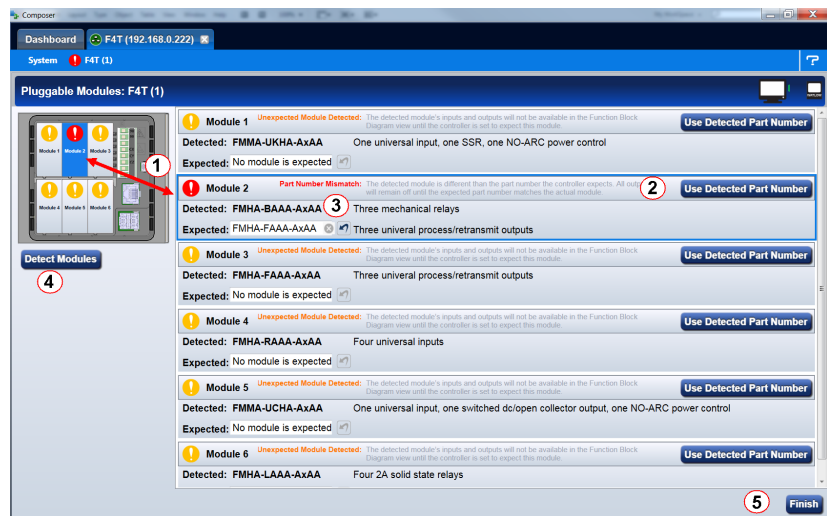 Composer
Dashboard F4T (192.168.0.222)
System F4T (1)
Pluggable Modules: F4T (1)
Module 1 Module 2 Module 3
Module 4 Module 5 Module 6
Detect Modules
1
2
3
4
5
Module 1 Unexpected Module Detected: The detected module's inputs and outputs will not be available in the Function Block
Diagram view until the controller is set to expect this module.
Use Detected Part Number
Detected: FMMA-UKHA-AxAA One universal input, one SSR, one NO-ARC power control
Expected: No module is expected
Module 2 Part Number Mismatch: The detected module is different than the part number the controller expects. All
will remain off until the expected part number matches the actual module.
Use Detected Part Number
Detected: FMHA-BAAA-AxAA Three mechanical relays
Expected: FMHA-FAAA-AxAA Three univeral process/retransmit outputs
Module 3 Unexpected Module Detected: The detected module's inputs and outputs will not be available in the Function Block
Diagram view until the controller is set to expect this module.
Use Detected Part Number
Detected: FMHA-FAAA-AxAA Three univeral process/retransmit outputs
Expected: No module is expected
Module 4 Unexpected Module Detected: The detected module's inputs and outputs will not be available in the Function Block
Diagram view until the controller is set to expect this module.
Use Detected Part Number
Detected: FMHA-RAAA-AxAA Four universal inputs
Expected: No module is expected
Module 5 Unexpected Module Detected: The detected module's inputs and outputs will not be available in the Function Block
Diagram view until the controller is set to expect this module.
Use Detected Part Number
Detected: FMMA-UCHA-AxAA One universal input, one switched dc/open collector output, one NO-ARC power control
Expected: No module is expected
Module 6 Unexpected Module Detected: The detected module's inputs and outputs will not be available in the Function Block
Diagram view until the controller is set to expect this module.
Use Detected Part Number
Detected: FMHA-LAAA-AxAA Four 2A solid state relays
Finish